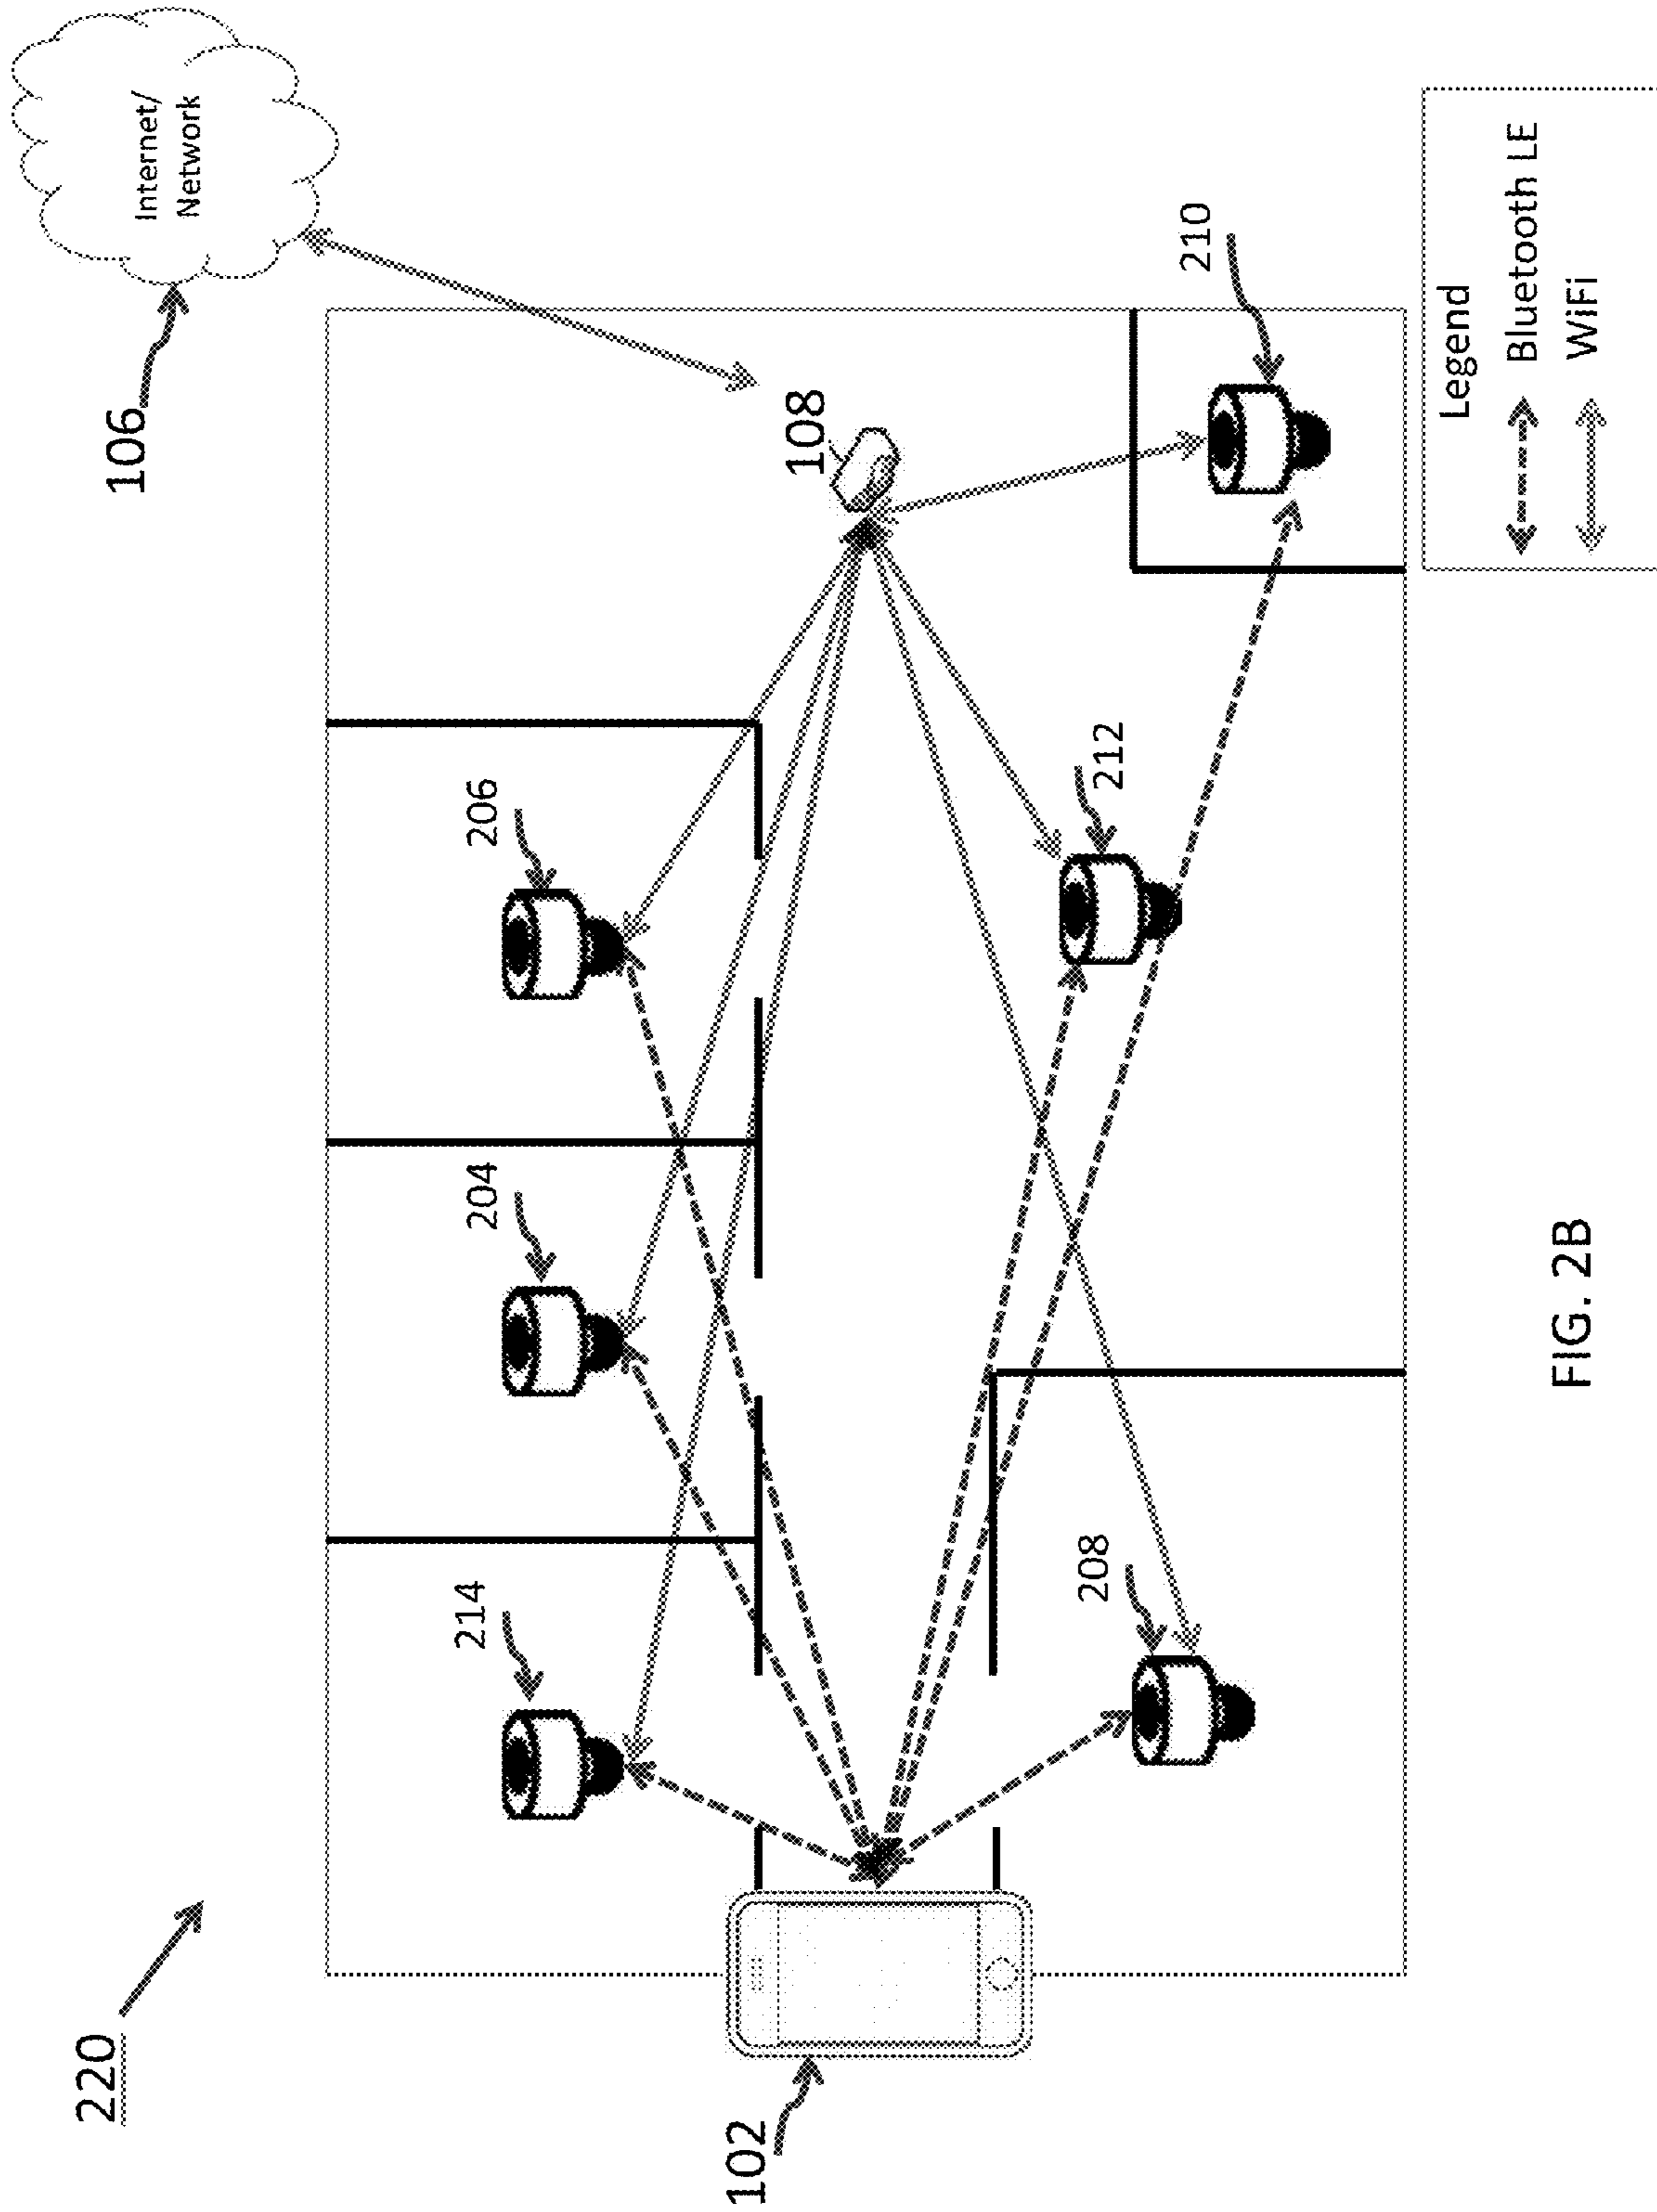 220
106
Internet/
Network
102
108
214
204
206
208
212
210
Legend
Bluetooth LE
WiFi
FIG. 2B